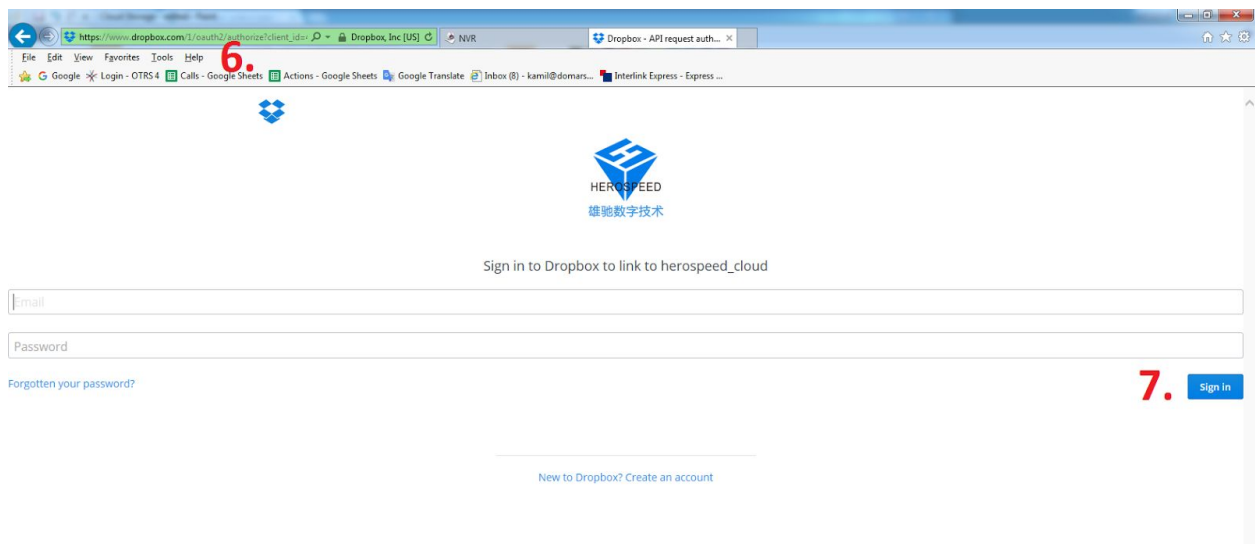 https://www.dropbox.com/1/oauth2/authorize?client_id= Dropbox, Inc [US] NVR Dropbox - API request auth...
File Edit View Favorites Tools Help
6.
Google Login - OTRS 4 Calls - Google Sheets Actions - Google Sheets Google Translate Inbox (8) - kamil@domars... Interlink Express - Express ...
HEROSPEED
雄驰数字技术
Sign in to Dropbox to link to herospeed_cloud
Email
Password
Forgotten your password?
7.
Sign in
New to Dropbox? Create an account